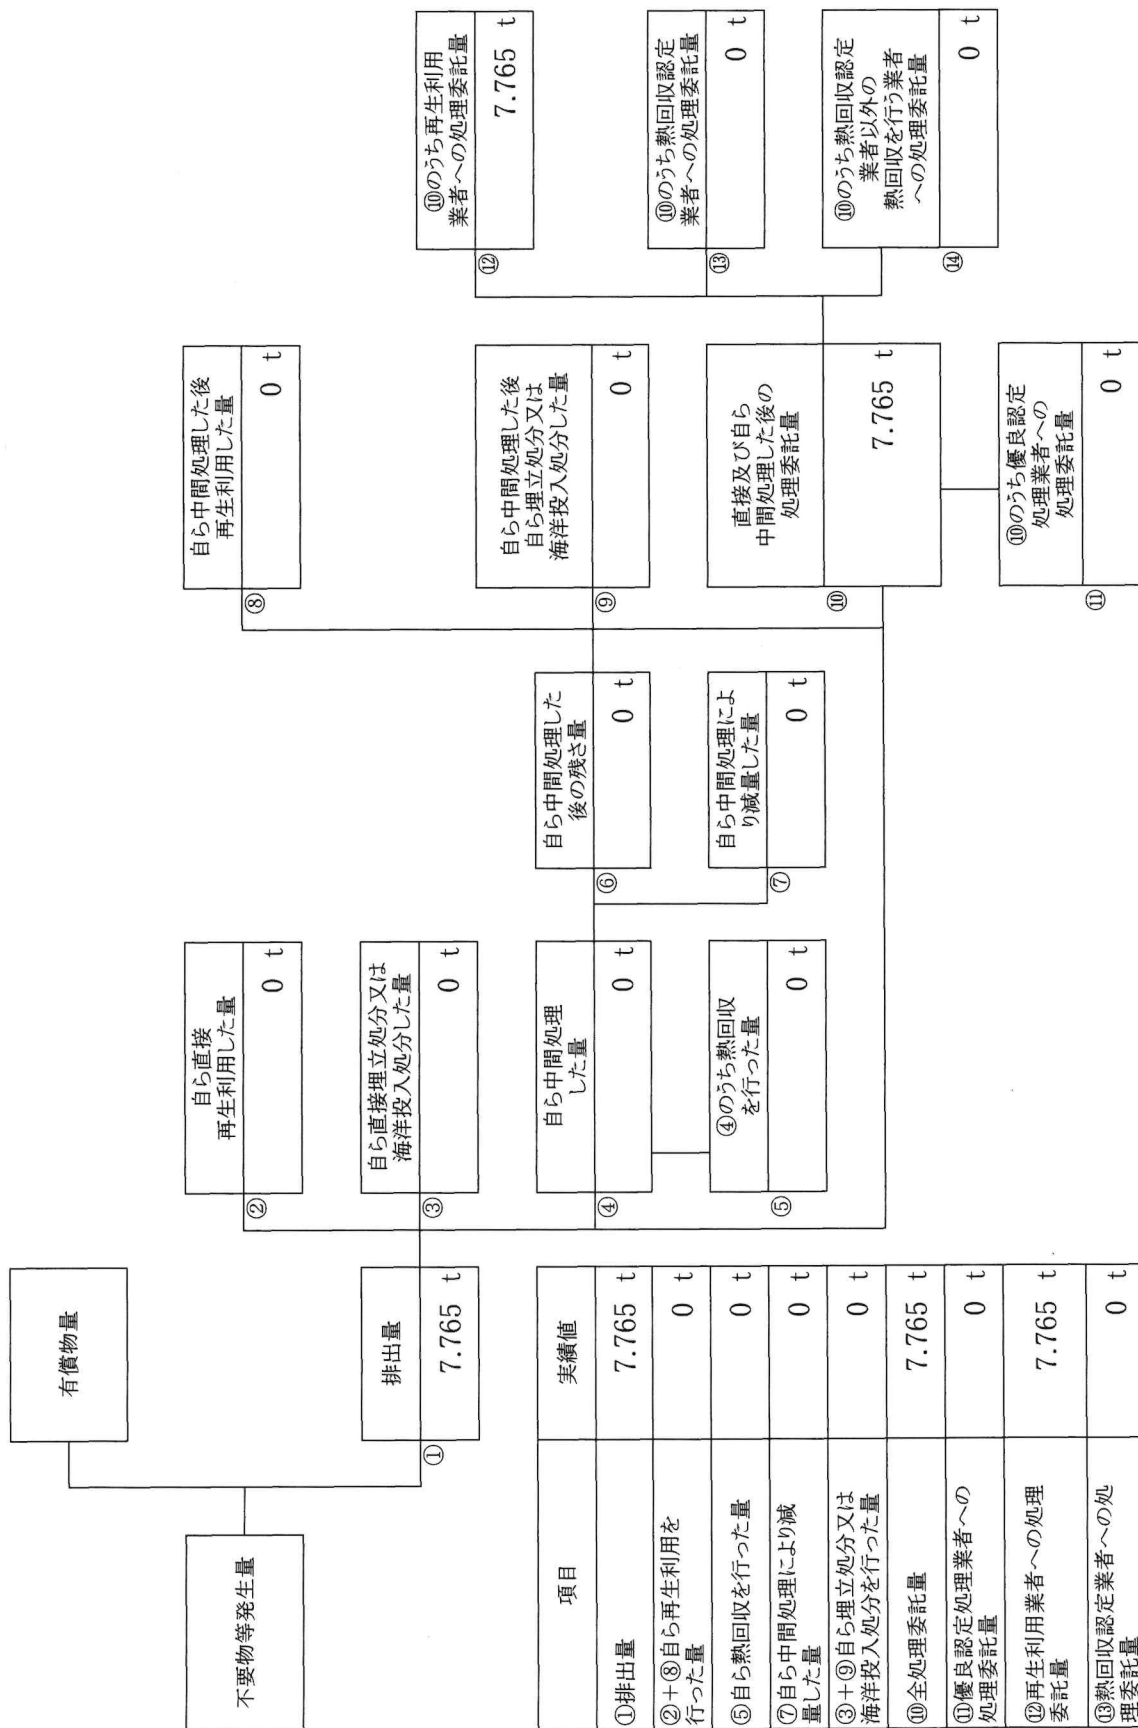 不要物等発生量
有償物量
排出量
①
7.765 t
自ら直接
再生利用した量
②
0 t
自ら直接埋立処分又は
海洋投入処分した量
③
0 t
自ら中間処理
した量
④
0 t
④のうち熱回収
を行った量
⑤
0 t
自ら中間処理した
後の残さ量
⑥
0 t
自ら中間処理によ
り減量した量
⑦
0 t
自ら中間処理した後
再生利用した量
⑧
0 t
自ら中間処理した後
自ら埋立処分又は
海洋投入処分した量
⑨
0 t
直接及び自ら
中間処理した後の
処理委託量
⑩
7.765 t
⑩のうち優良認定
処理業者への
処理委託量
⑪
0 t
⑩のうち再生利用
業者への処理委託量
⑫
7.765 t
⑩のうち熱回収認定
業者への処理委託量
⑬
0 t
⑩のうち熱回収認定
業者以外の
熱回収を行う業者
への処理委託量
⑭
0 t
項目 実績値
①排出量 7.765 t
②+⑧自ら再生利用を
行った量 0 t
⑤自ら熱回収を行った量 0 t
⑦自ら中間処理により減
量した量 0 t
③+⑨自ら埋立処分又は
海洋投入処分を行った量 0 t
⑩全処理委託量 7.765 t
⑪優良認定処理業者への
処理委託量 0 t
⑫再生利用業者への処理
委託量 7.765 t
⑬熱回収認定業者への処
理委託量 0 t